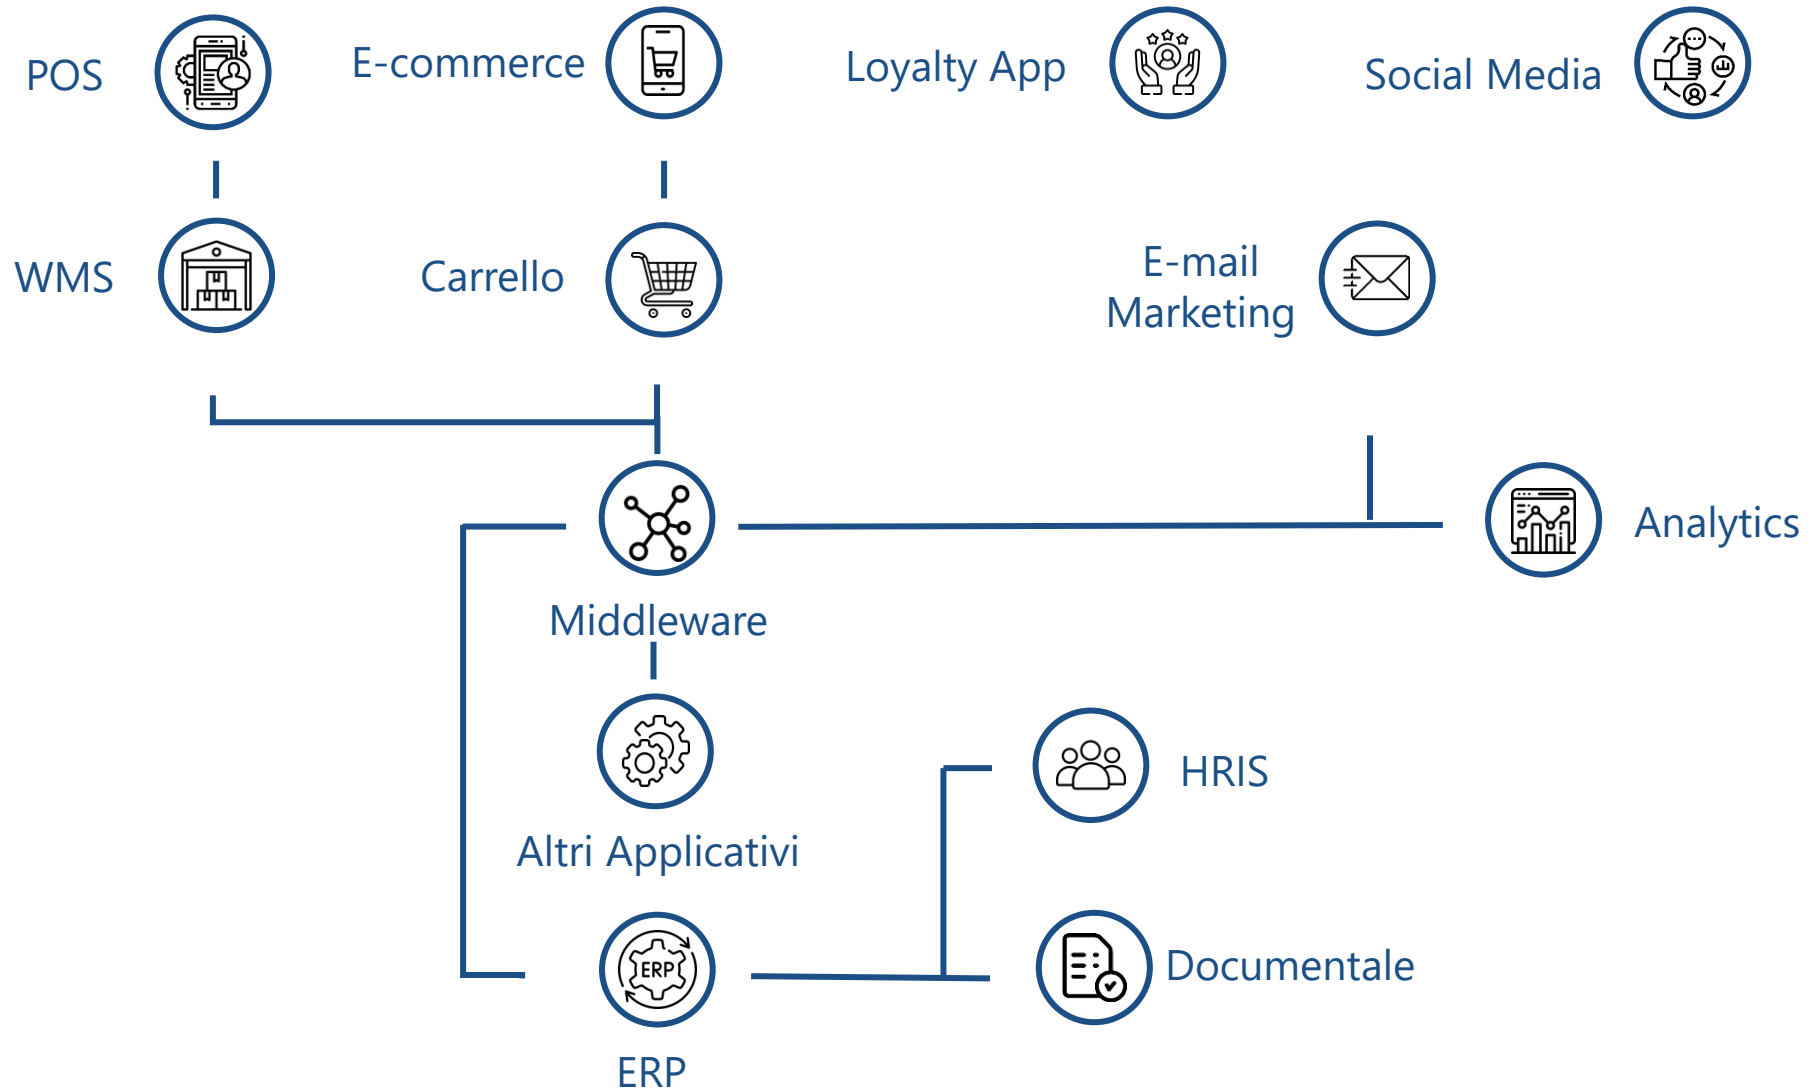 POS
E-commerce
Loyalty App
Social Media
WMS
Carrello
E-mail
Marketing
Analytics
Middleware
HRIS
Altri Applicativi
ERP
Documentale
ERP